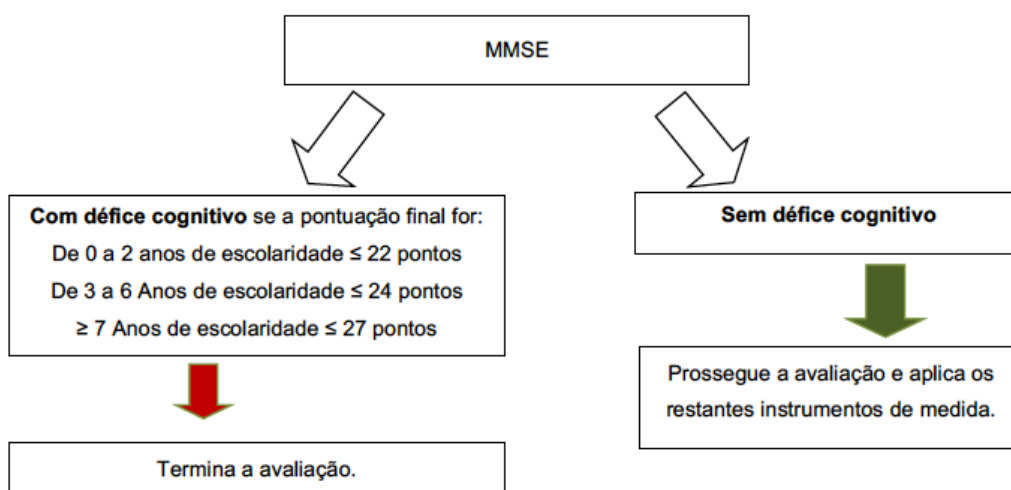 MMSE
Com défice cognitivo se a pontuação final for:
De 0 a 2 anos de escolaridade ≤ 22 pontos
De 3 a 6 Anos de escolaridade ≤ 24 pontos
≥ 7 Anos de escolaridade ≤ 27 pontos
Termina a avaliação.
Sem défice cognitivo
Prossegue a avaliação e aplica os
restantes instrumentos de medida.